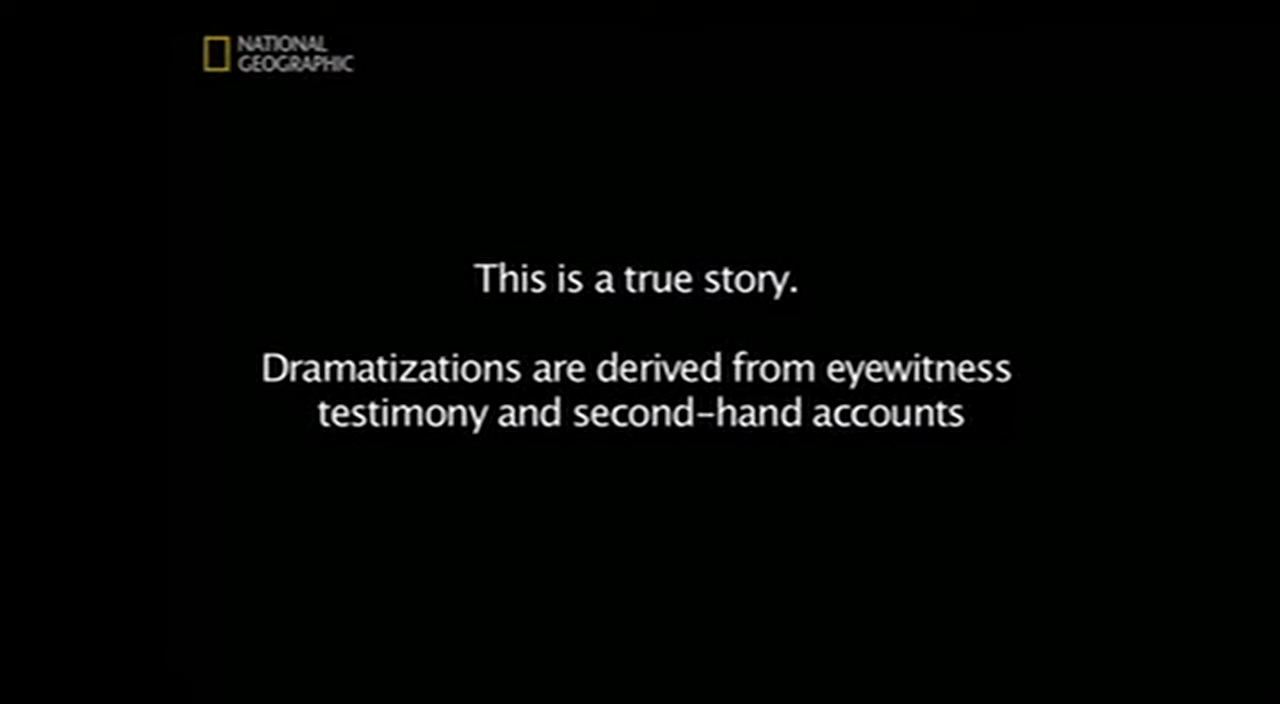 NATIONAL
GEOGRAPHIC
This is a true story.
Dramatizations are derived from eyewitness
testimony and second-hand accounts